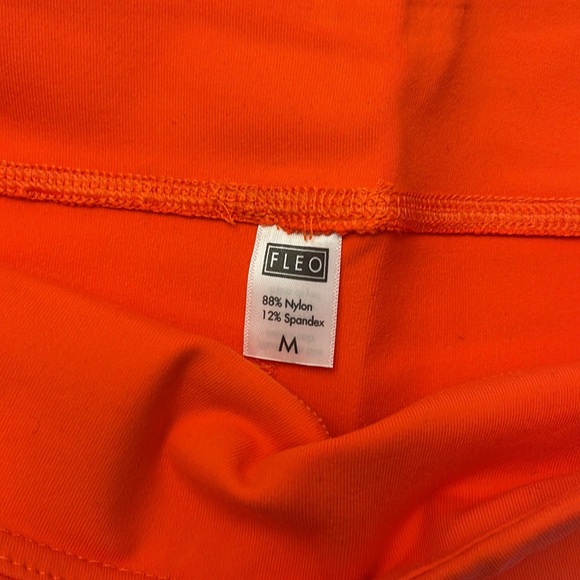 FLEO
88% Nylon
12% Spandex
M